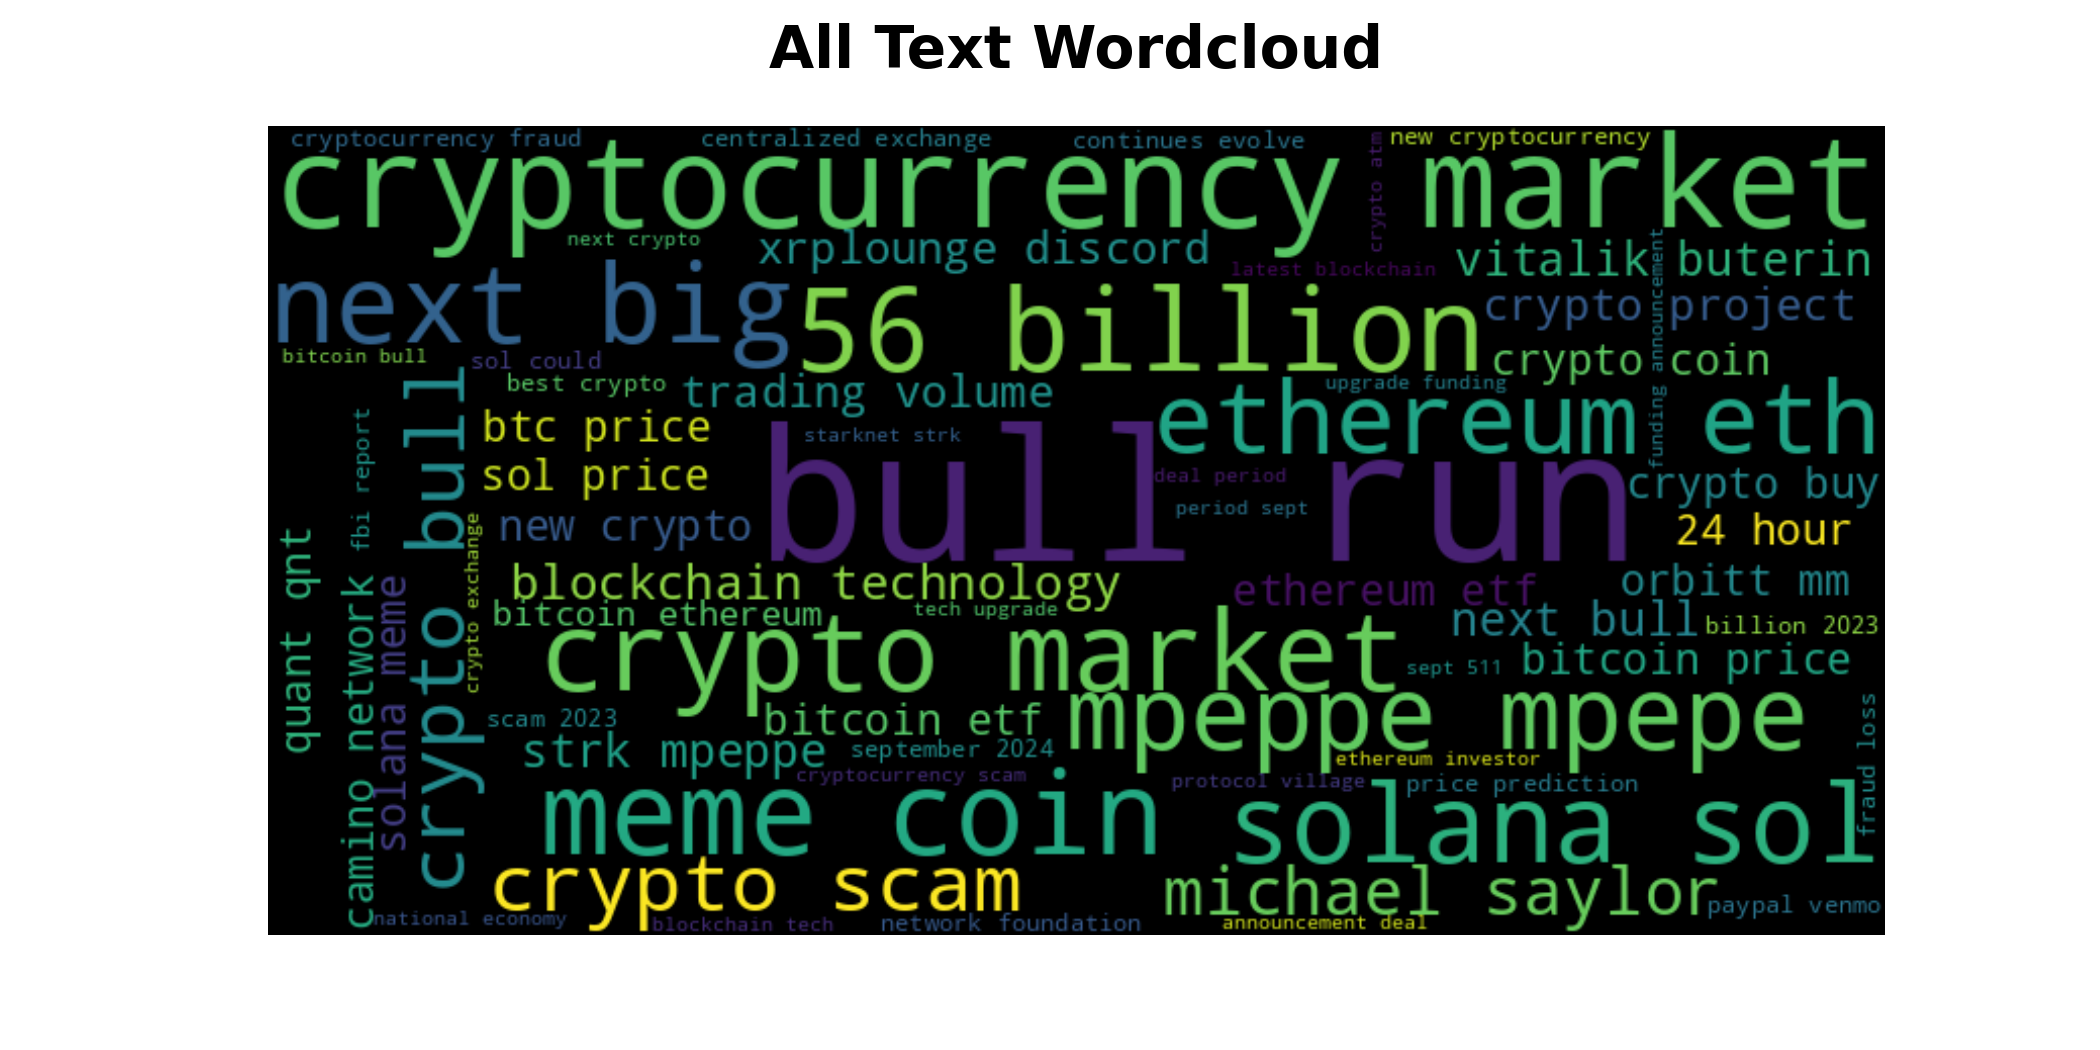 All Text Wordcloud
cryptocurrency fraud
centralized exchange
continues evolve
crypto atm
new cryptocurrency
cryptocurrency market
next crypto
xrplounge discord
latest blockchain
vitalik buterin
funding announcement
next big
56 billion
crypto project
bitcoin bull
sol could
crypto coin
best crypto
trading volume
upgrade funding
ethereum eth
btc price
starknet strk
bull run
sol price
deal period
crypto buy
period sept
new crypto
24 hour
fbi report
crypto bull
crypto exchange
quant qnt
camino network
solana meme
blockchain technology
ethereum etf
orbitt mm
bitcoin ethereum
tech upgrade
next bull
billion 2023
crypto market
sept 511
bitcoin price
mpeppe mpepe
scam 2023
bitcoin etf
strk mpeppe
september 2024
ethereum investor
fraud loss
cryptocurrency scam
protocol village
price prediction
meme coin
solana sol
crypto scam
michael saylor
paypal venmo
national economy
blockchain tech
network foundation
announcement deal